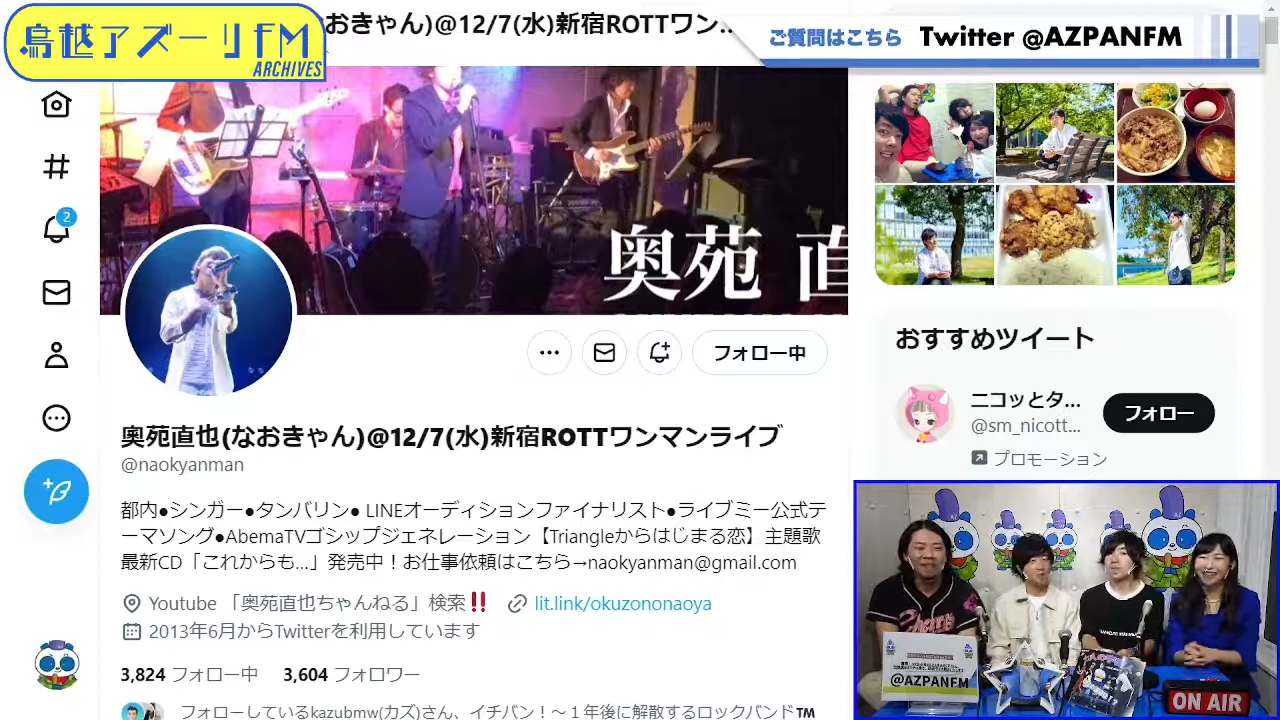 鳥越アズーリFM
ARCHIVES
おきゃん)@12/7(水)新宿ROTTワン...
ご質問はこちら Twitter @AZPANFM
2
奥苑 直
フォロー中
奥苑直也(なおきゃん)@12/7(水)新宿ROTTワンマンライブ
@naokyanman
都内●シンガー●タンバリン● LINEオーディションファイナリスト●ライブミー公式テ
ーマソング●AbemaTVゴシップジェネレーション【Triangleからはじまる恋】主題歌
最新CD「これからも...」発売中！お仕事依頼はこちら→naokyanman@gmail.com
Youtube 「奥苑直也ちゃんねる」検索‼ lit.link/okuzononaoya
2013年6月からTwitterを利用しています
3,824 フォロー中 3,604 フォロワー
フォローしているkazubmw(カズ)さん、イチバン！～１年後に解散するロックバンド™
おすすめツイート
ニコッとタ...
@sm_nicott...
フォロー
プロモーション
@AZPANFM
ON AIR